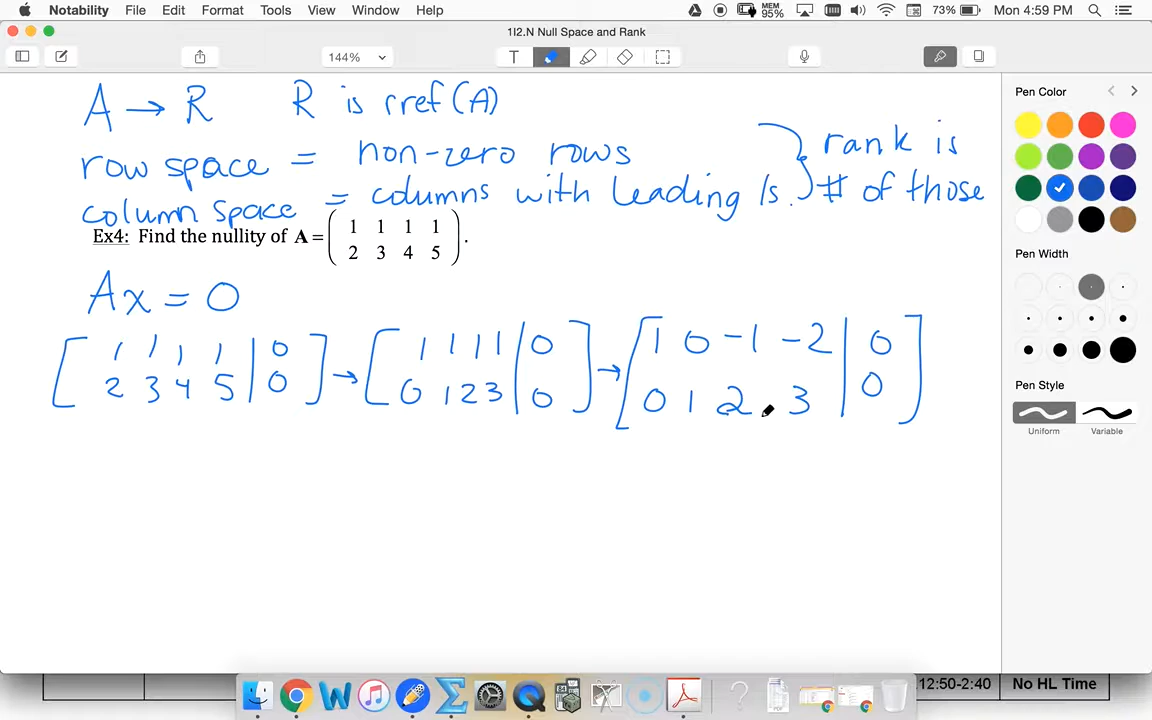 Notability File Edit Format Tools View Window Help MEM 95% 73% Mon 4:59 PM
1I2.N Null Space and Rank
144% T
A → R R is rref(A)
row space = non-zero rows
column space = columns with leading 1s. } rank is # of those
Ex4: Find the nullity of A = ( 1 1 1 1
2 3 4 5 ) .
Ax = 0
[ 1 1 1 1 | 0 ] → [ 1 1 1 1 | 0 ] → [ 1 0 -1 -2 | 0 ]
[ 2 3 4 5 | 0 ] [ 0 1 2 3 | 0 ] [ 0 1 2 3 | 0 ]
Pen Color
Pen Width
Pen Style
Uniform Variable
12:50-2:40 No HL Time